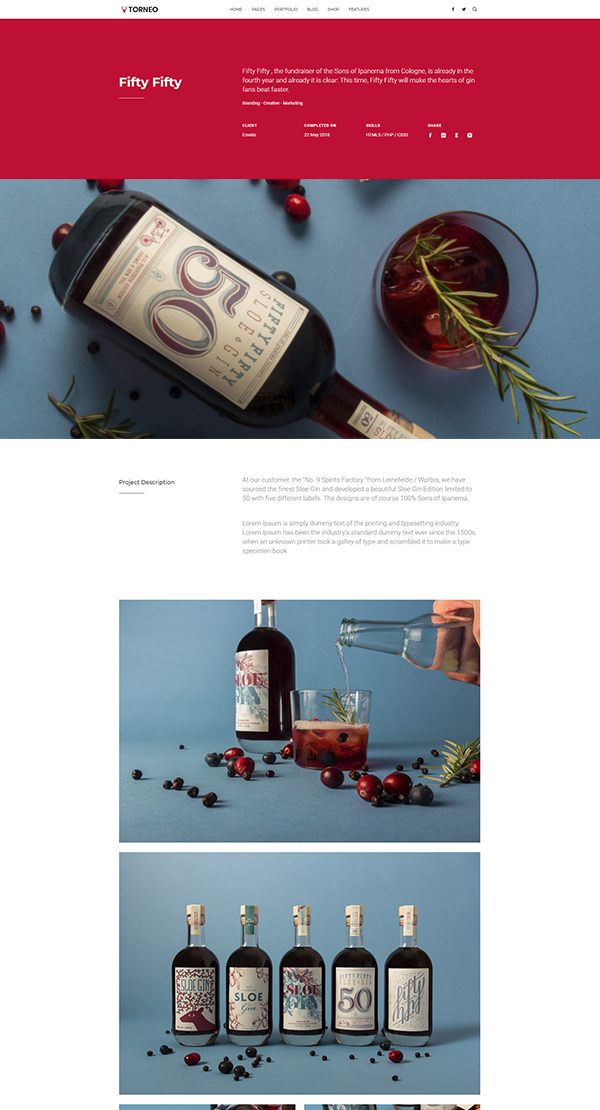 TORNEO
HOME PAGES PORTFOLIO BLOG SHOP FEATURES
Fifty Fifty
Fifty Fifty , the fundraiser of the Sons of Ipanema from Cologne, is already in the
fourth year and already it is clear: This time, Fifty Fifty will make the hearts of gin
fans beat faster.
Branding - Creative - Marketing
CLIENT COMPLETED ON SKILLS SHARE
Envato 22 May 2018 HTML5 / PHP / CSS3
50
FIFTY FIFTY
SLOE GIN
50
Project Description
At our customer, the "No. 9 Spirits Factory "from Leinefelde / Worbis, we have
sourced the finest Sloe Gin and developed a beautiful Sloe Gin Edition limited to
50 with five different labels. The designs are of course 100% Sons of Ipanema.
Lorem Ipsum is simply dummy text of the printing and typesetting industry.
Lorem Ipsum has been the industry's standard dummy text ever since the 1500s,
when an unknown printer took a galley of type and scrambled it to make a type
specimen book
SLOE
GIN
SLOE GIN
SLOE
Gin
SLOE
GIN
FIFTY FIFTY
SLOE GIN
50
fifty
fifty